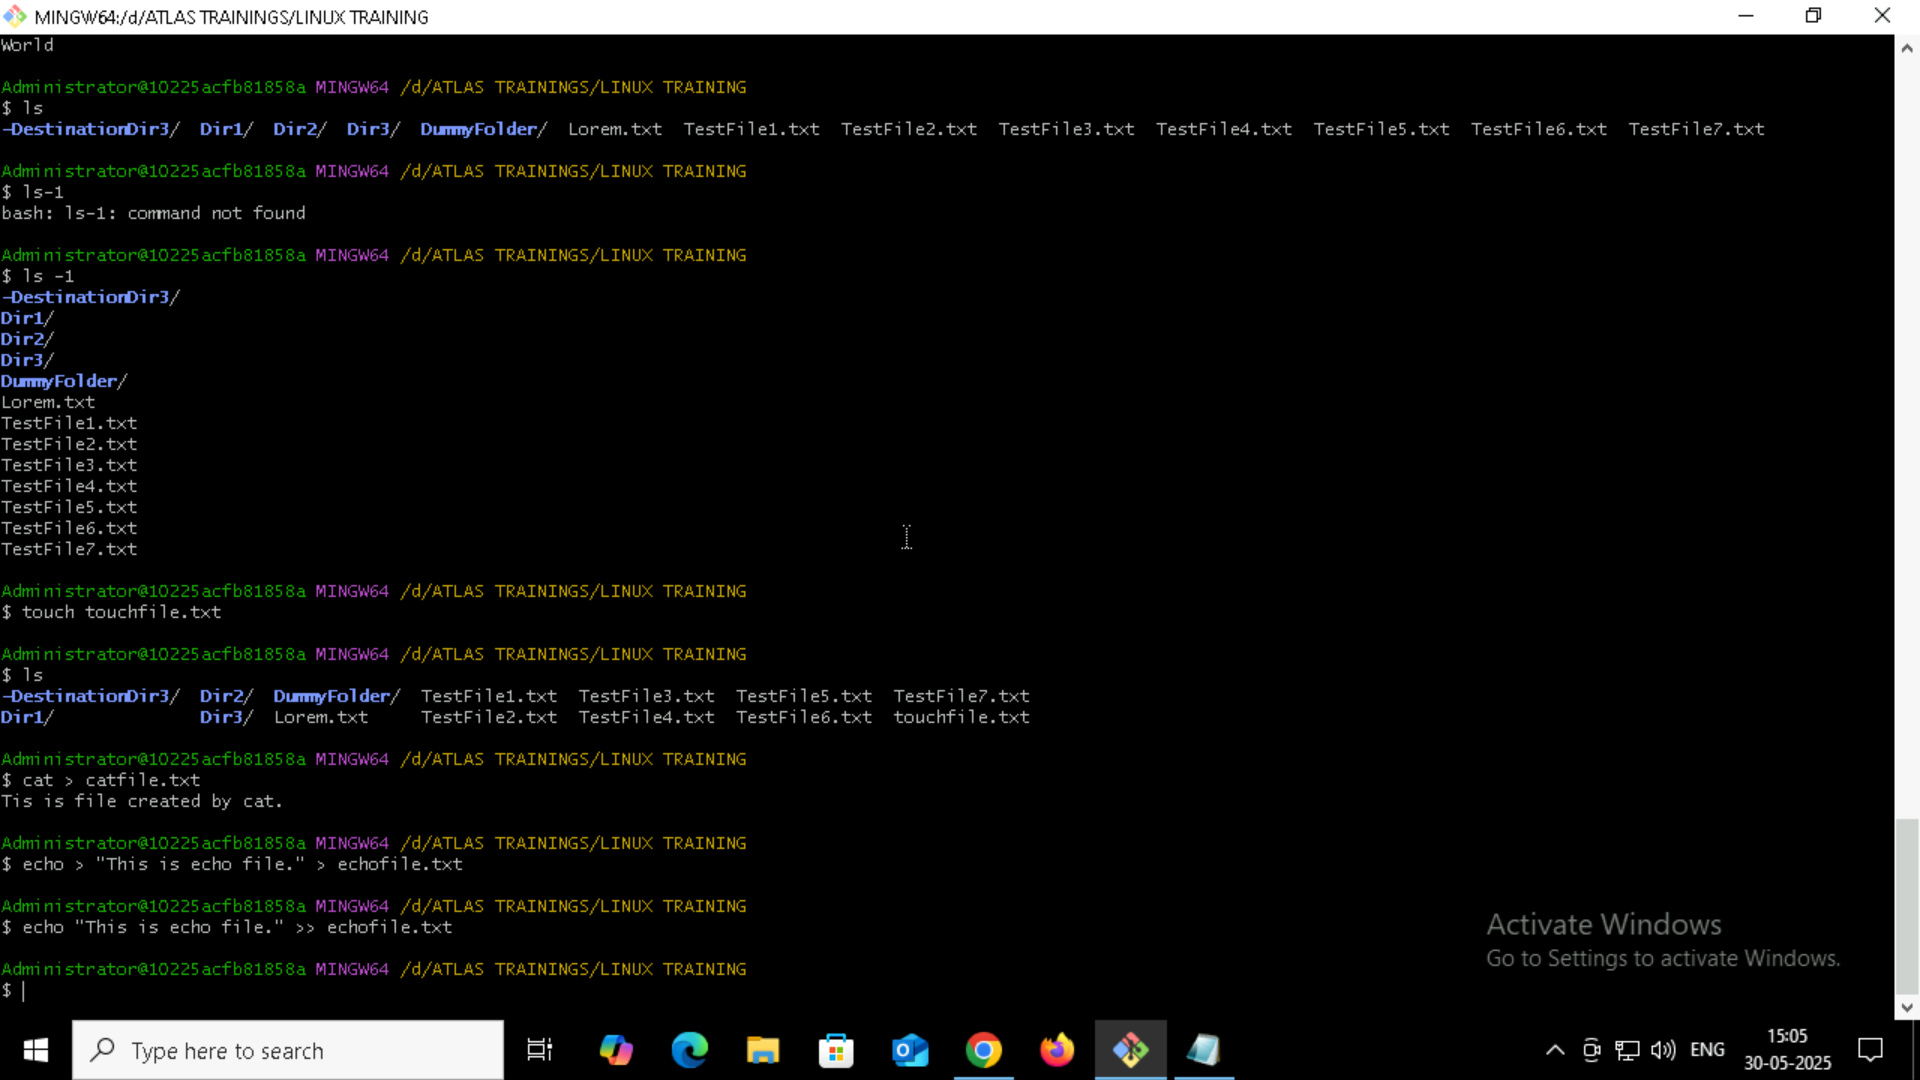 MINGW64:/d/ATLAS TRAININGS/LINUX TRAINING
World
Administrator@10225acfb81858a MINGW64 /d/ATLAS TRAININGS/LINUX TRAINING
$ ls
-DestinationDir3/  Dir1/  Dir2/  Dir3/  DummyFolder/  Lorem.txt  TestFile1.txt  TestFile2.txt  TestFile3.txt  TestFile4.txt  TestFile5.txt  TestFile6.txt  TestFile7.txt
Administrator@10225acfb81858a MINGW64 /d/ATLAS TRAININGS/LINUX TRAINING
$ ls-1
bash: ls-1: command not found
Administrator@10225acfb81858a MINGW64 /d/ATLAS TRAININGS/LINUX TRAINING
$ ls -1
-DestinationDir3/
Dir1/
Dir2/
Dir3/
DummyFolder/
Lorem.txt
TestFile1.txt
TestFile2.txt
TestFile3.txt
TestFile4.txt
TestFile5.txt
TestFile6.txt
TestFile7.txt
Administrator@10225acfb81858a MINGW64 /d/ATLAS TRAININGS/LINUX TRAINING
$ touch touchfile.txt
Administrator@10225acfb81858a MINGW64 /d/ATLAS TRAININGS/LINUX TRAINING
$ ls
-DestinationDir3/  Dir2/  DummyFolder/  TestFile1.txt  TestFile3.txt  TestFile5.txt  TestFile7.txt
Dir1/              Dir3/  Lorem.txt     TestFile2.txt  TestFile4.txt  TestFile6.txt  touchfile.txt
Administrator@10225acfb81858a MINGW64 /d/ATLAS TRAININGS/LINUX TRAINING
$ cat > catfile.txt
Tis is file created by cat.
Administrator@10225acfb81858a MINGW64 /d/ATLAS TRAININGS/LINUX TRAINING
$ echo > "This is echo file." > echofile.txt
Administrator@10225acfb81858a MINGW64 /d/ATLAS TRAININGS/LINUX TRAINING
$ echo "This is echo file." >> echofile.txt
Administrator@10225acfb81858a MINGW64 /d/ATLAS TRAININGS/LINUX TRAINING
$
Activate Windows
Go to Settings to activate Windows.
Type here to search
ENG
15:05
30-05-2025